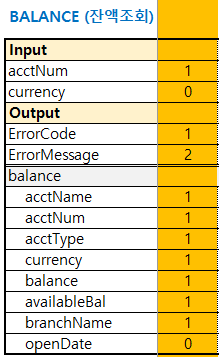 BALANCE (잔액조회)
Input
acctNum 1
currency 0
Output
ErrorCode 1
ErrorMessage 2
balance
acctName 1
acctNum 1
acctType 1
currency 1
balance 1
availableBal 1
branchName 1
openDate 0